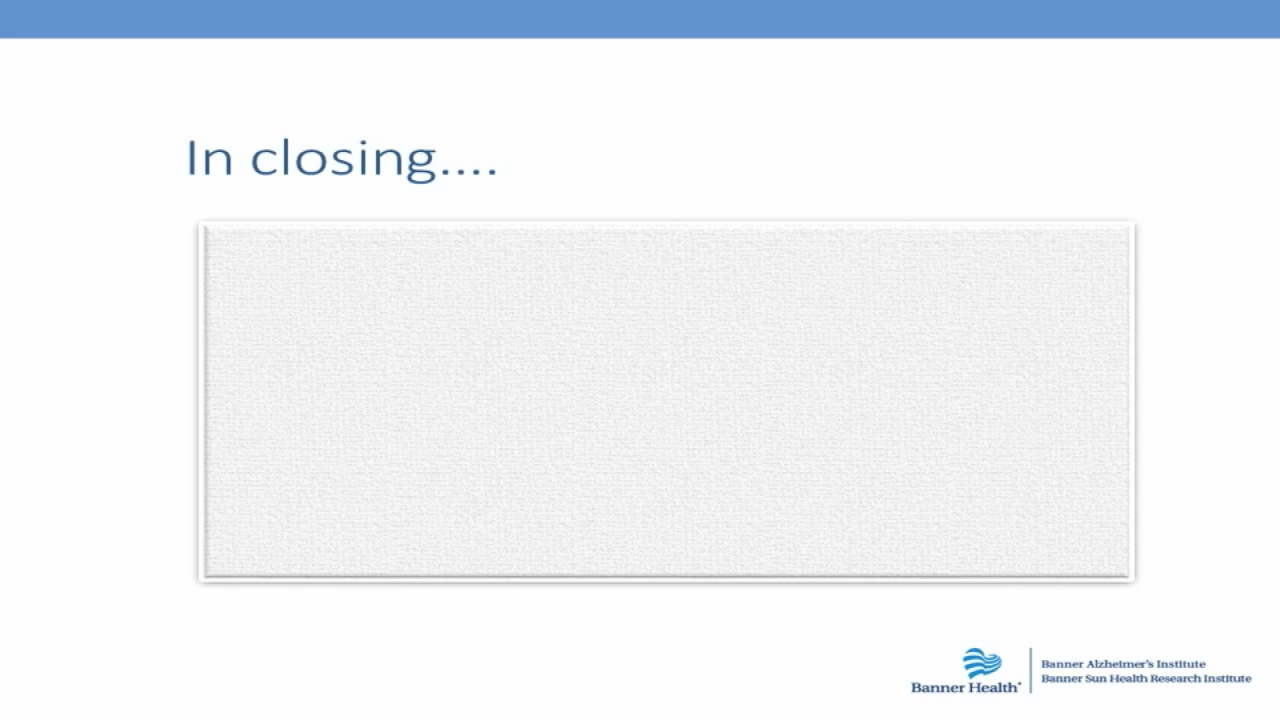 In closing....
Banner Health®
Banner Alzheimer's Institute
Banner Sun Health Research Institute